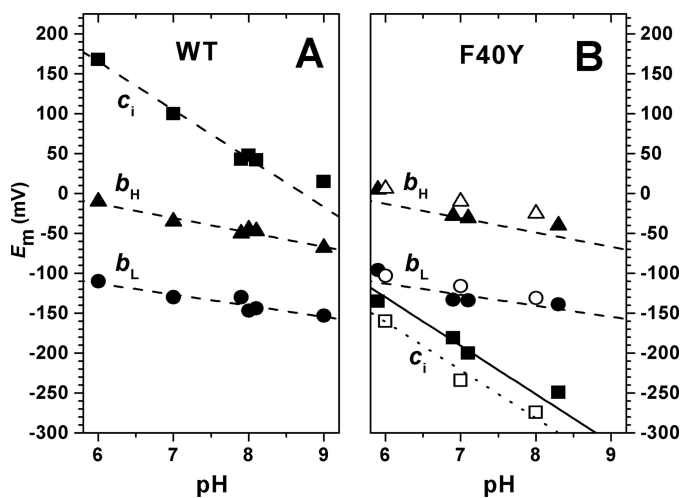 WT A F40Y B
200 200
150 150
c_i
100 100
50 50
0 0
b_H b_H
-50 -50
E_m (mV)
-100 -100
b_L b_L
-150 -150
-200 -200
c_i
-250 -250
-300 -300
6 7 8 9 6 7 8 9
pH pH